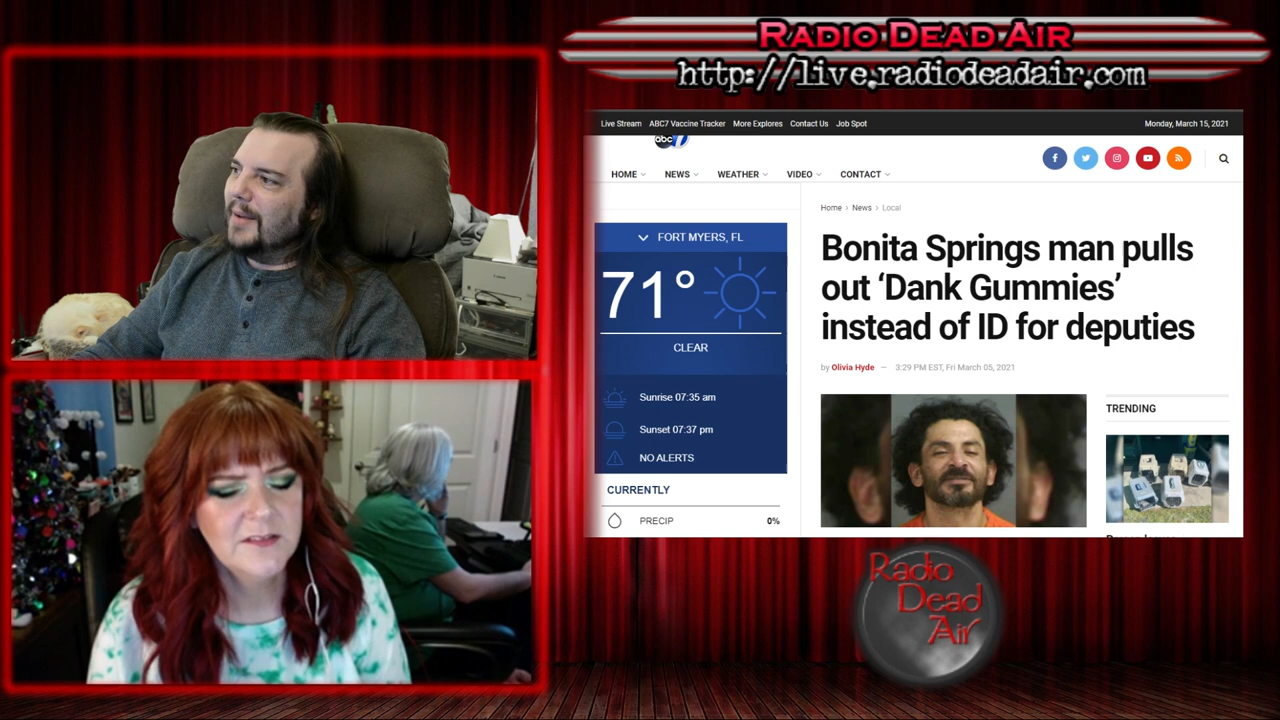 RADIO DEAD AIR
http://live.radiodeadair.com
Live Stream ABC7 Vaccine Tracker More Explores Contact Us Job Spot
Monday, March 15, 2021
abc 7
HOME NEWS WEATHER VIDEO CONTACT
Home > News > Local
FORT MYERS, FL
71°
CLEAR
Sunrise 07:35 am
Sunset 07:37 pm
NO ALERTS
CURRENTLY
PRECIP 0%
Bonita Springs man pulls
out ‘Dank Gummies’
instead of ID for deputies
by Olivia Hyde — 3:29 PM EST, Fri March 05, 2021
TRENDING
Radio
Dead
Air